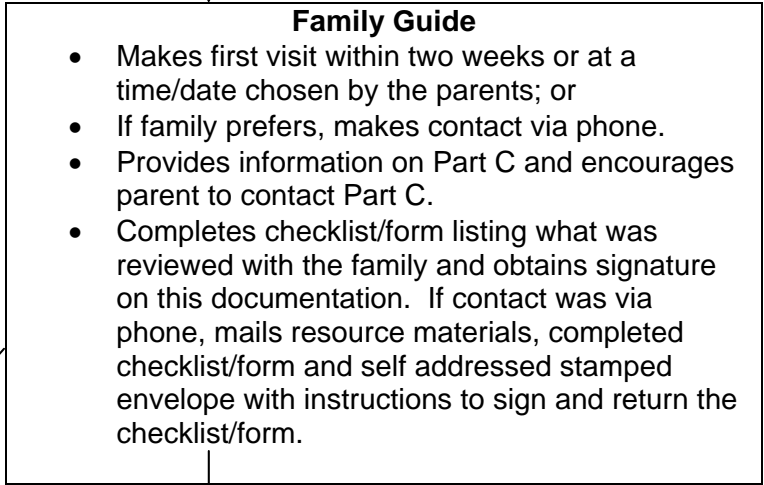 Family Guide
• Makes first visit within two weeks or at a
time/date chosen by the parents; or
• If family prefers, makes contact via phone.
• Provides information on Part C and encourages
parent to contact Part C.
• Completes checklist/form listing what was
reviewed with the family and obtains signature
on this documentation.  If contact was via
phone, mails resource materials, completed
checklist/form and self addressed stamped
envelope with instructions to sign and return the
checklist/form.